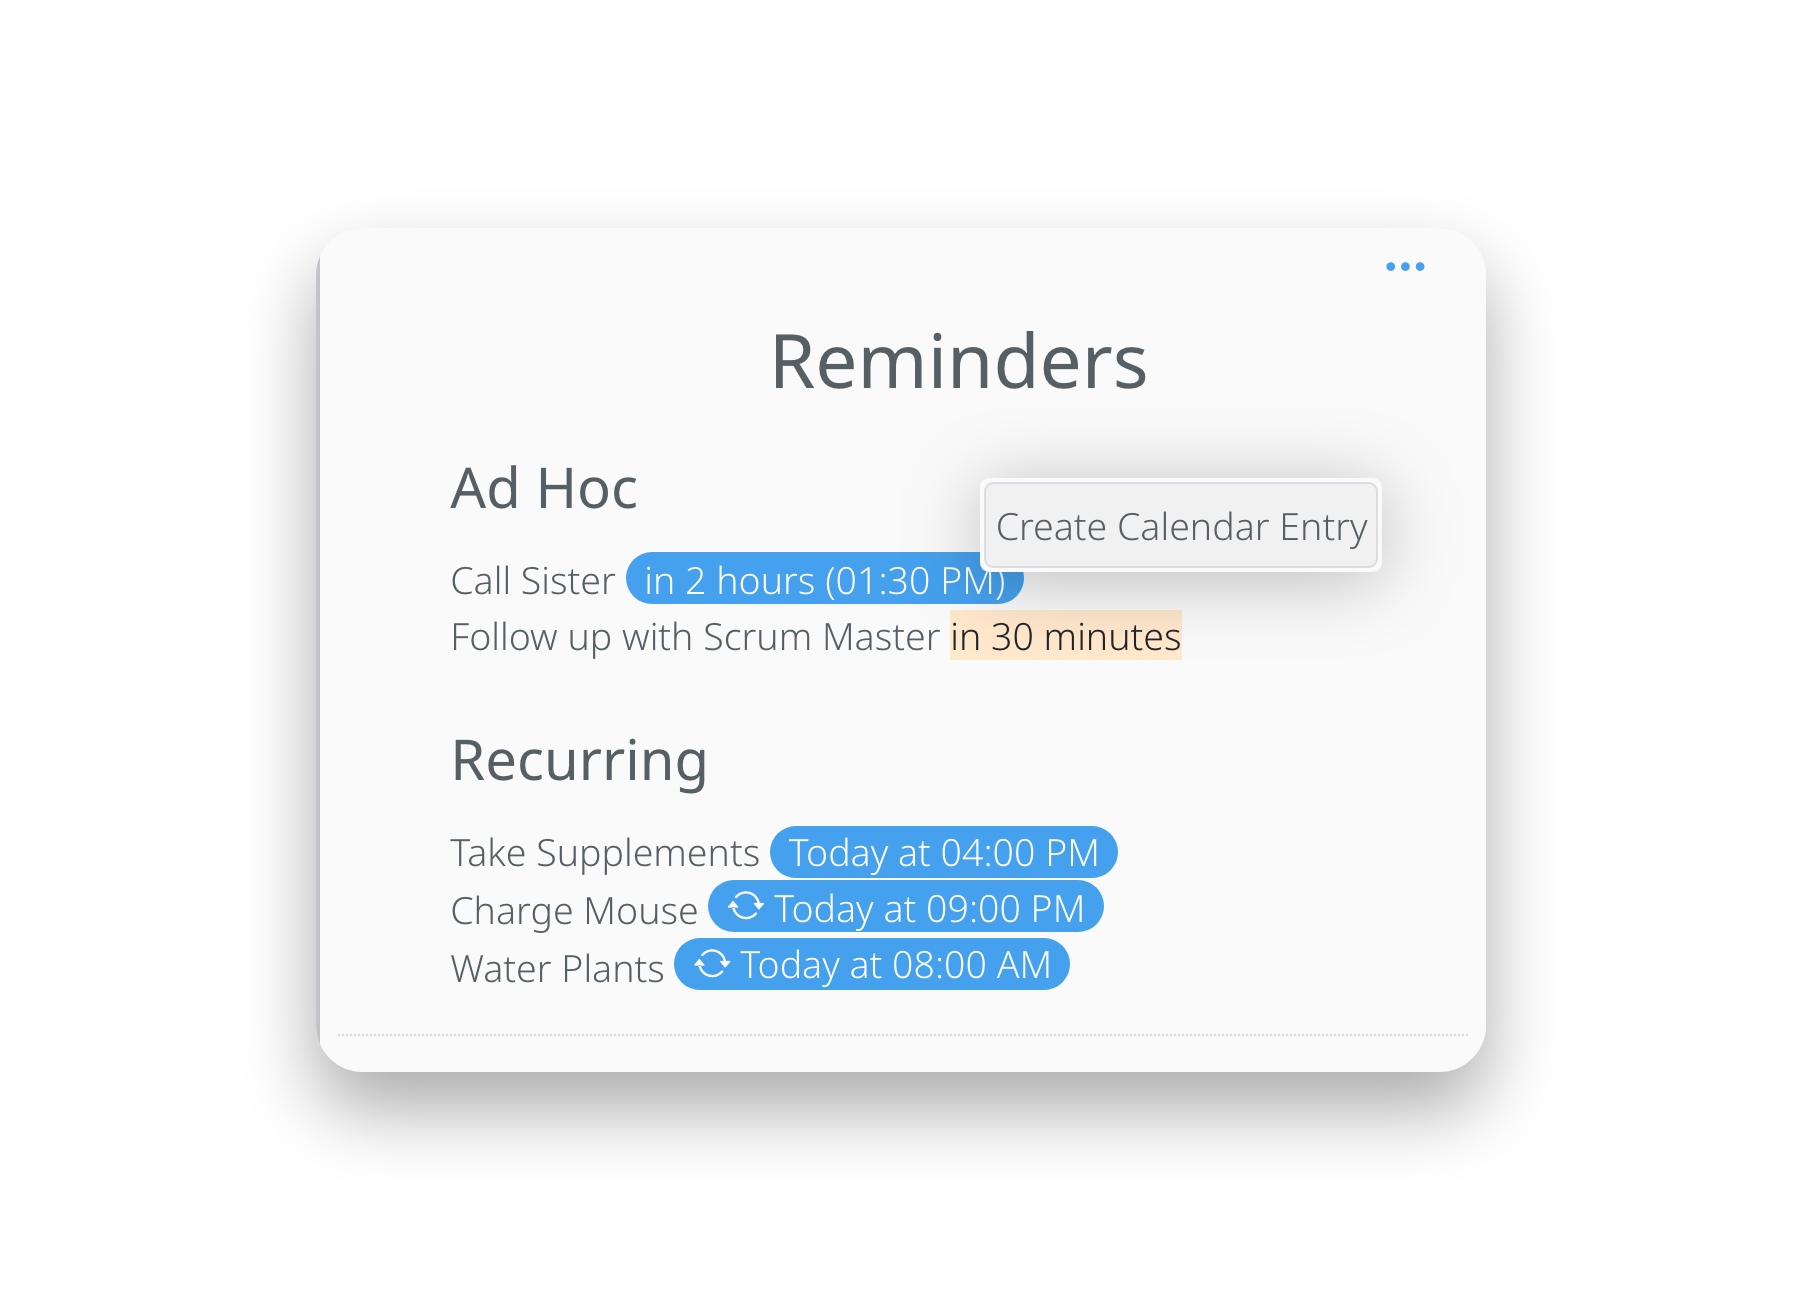 Reminders
Ad Hoc
Create Calendar Entry
Call Sister in 2 hours (01:30 PM)
Follow up with Scrum Master in 30 minutes
Recurring
Take Supplements Today at 04:00 PM
Charge Mouse Today at 09:00 PM
Water Plants Today at 08:00 AM